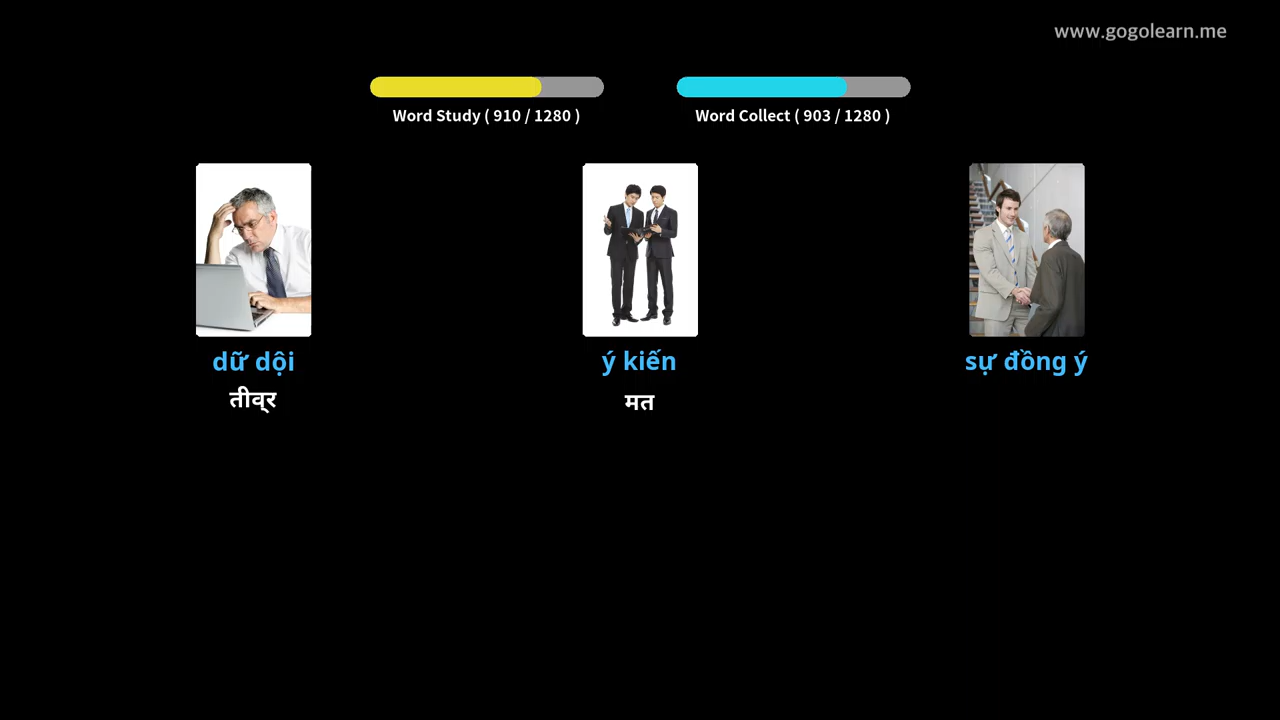 www.gogolearn.me
Word Study ( 910 / 1280 )
Word Collect ( 903 / 1280 )
dữ dội
ý kiến
sự đồng ý
तीव्र
मत